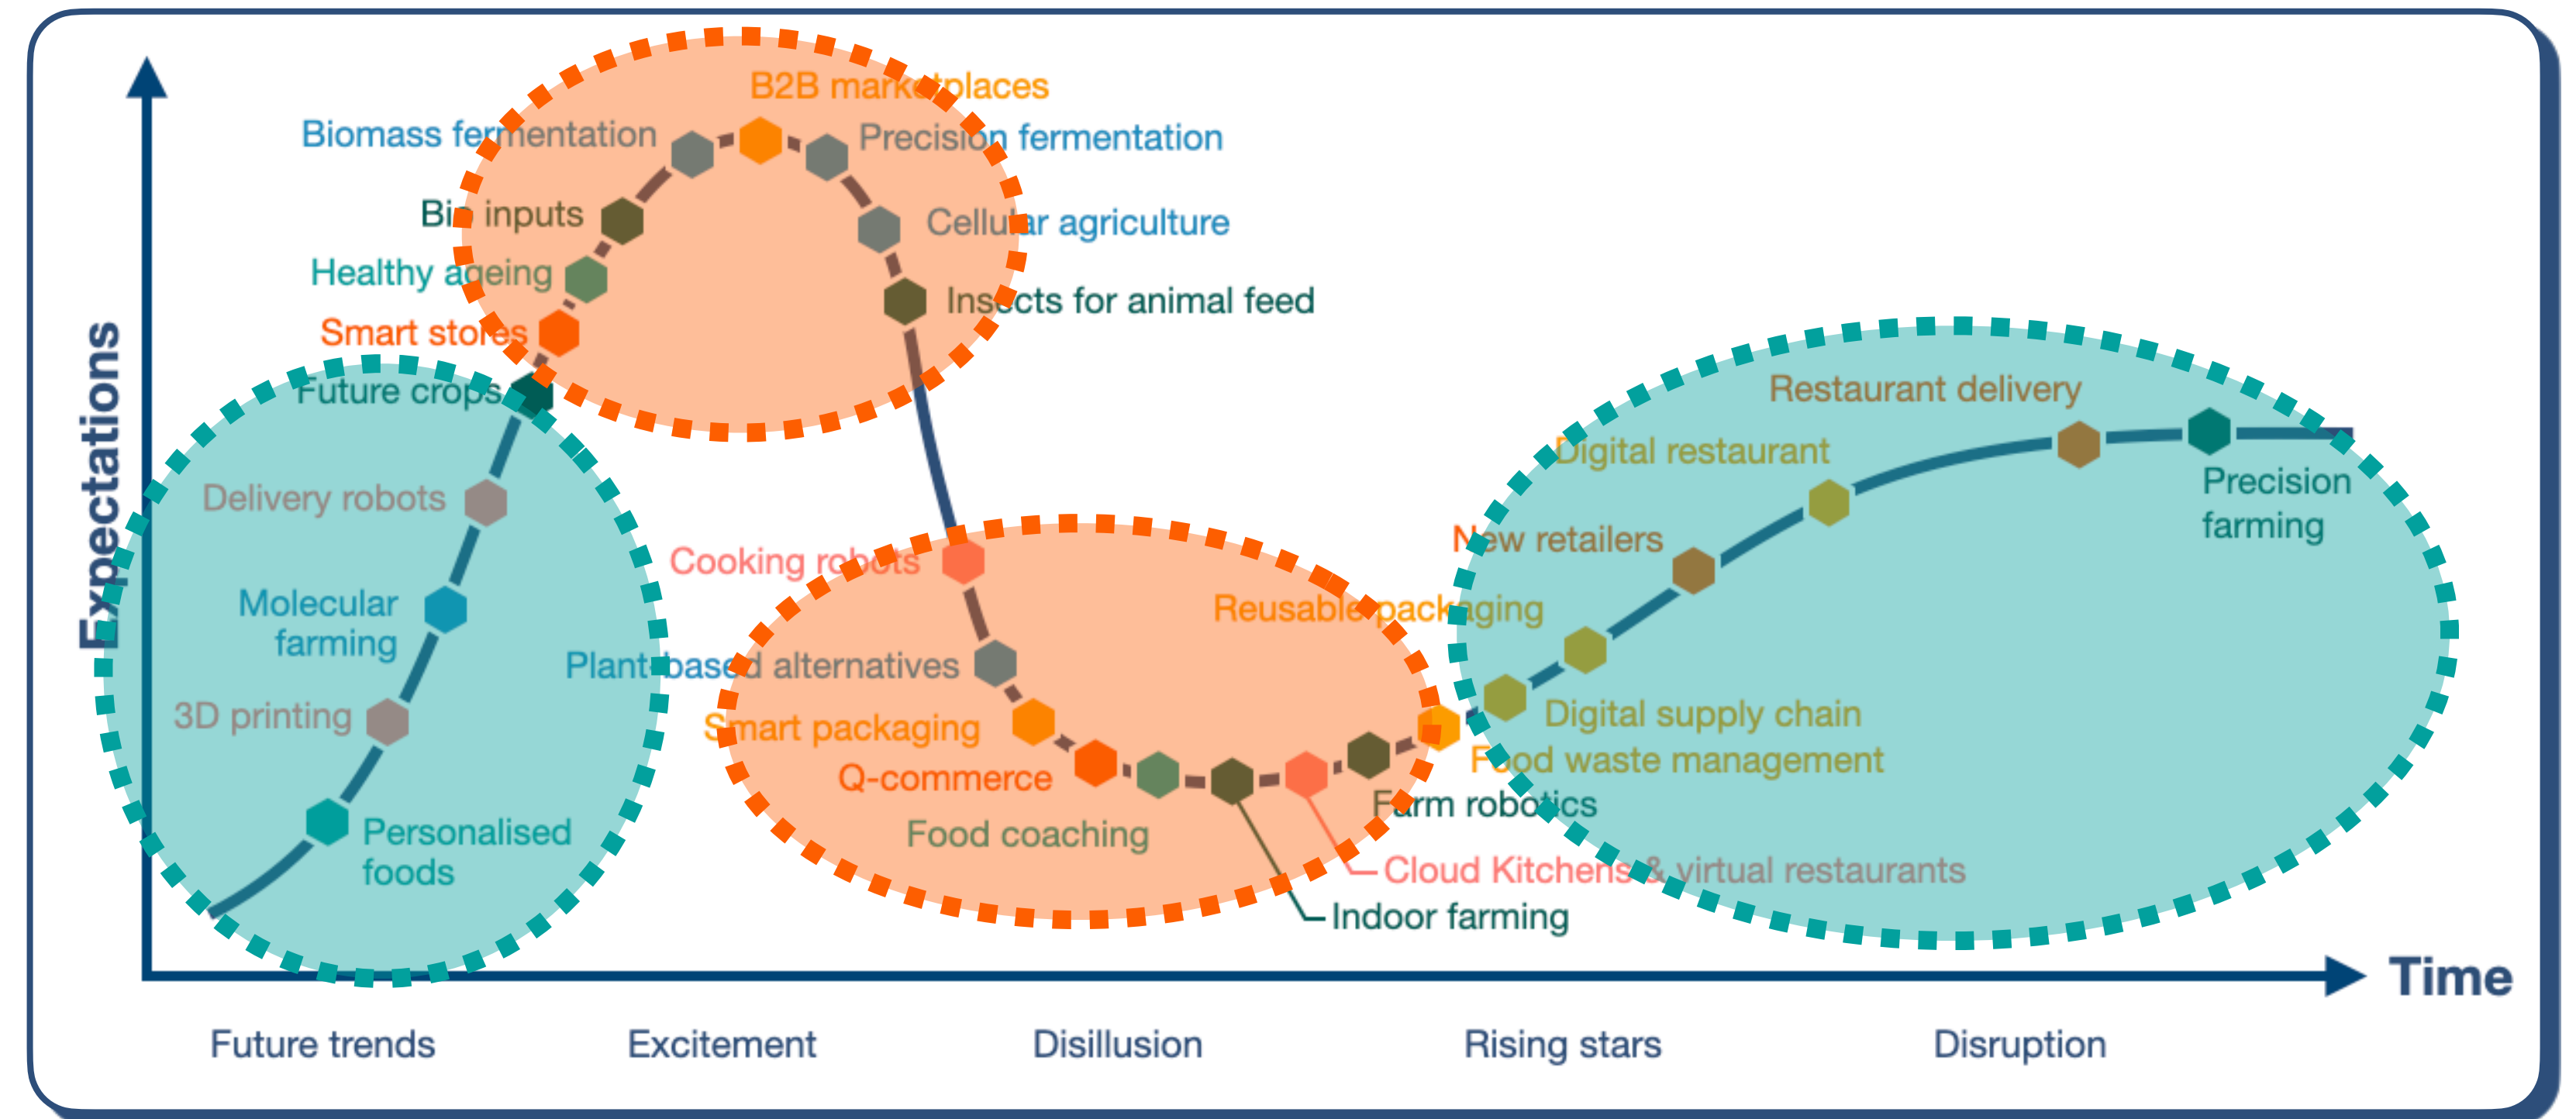 B2B marketplaces
Biomass fermentation
Precision fermentation
Bio inputs
Cellular agriculture
Healthy ageing
Insects for animal feed
Smart stores
Future crops
Restaurant delivery
Digital restaurant
Expectations
Delivery robots
Precision
farming
New retailers
Cooking robots
Molecular
farming
Reusable packaging
Plant-based alternatives
3D printing
Smart packaging
Digital supply chain
Food waste management
Q-commerce
Farm robotics
Personalised
foods
Food coaching
Cloud Kitchens & virtual restaurants
Indoor farming
Time
Future trends
Excitement
Disillusion
Rising stars
Disruption